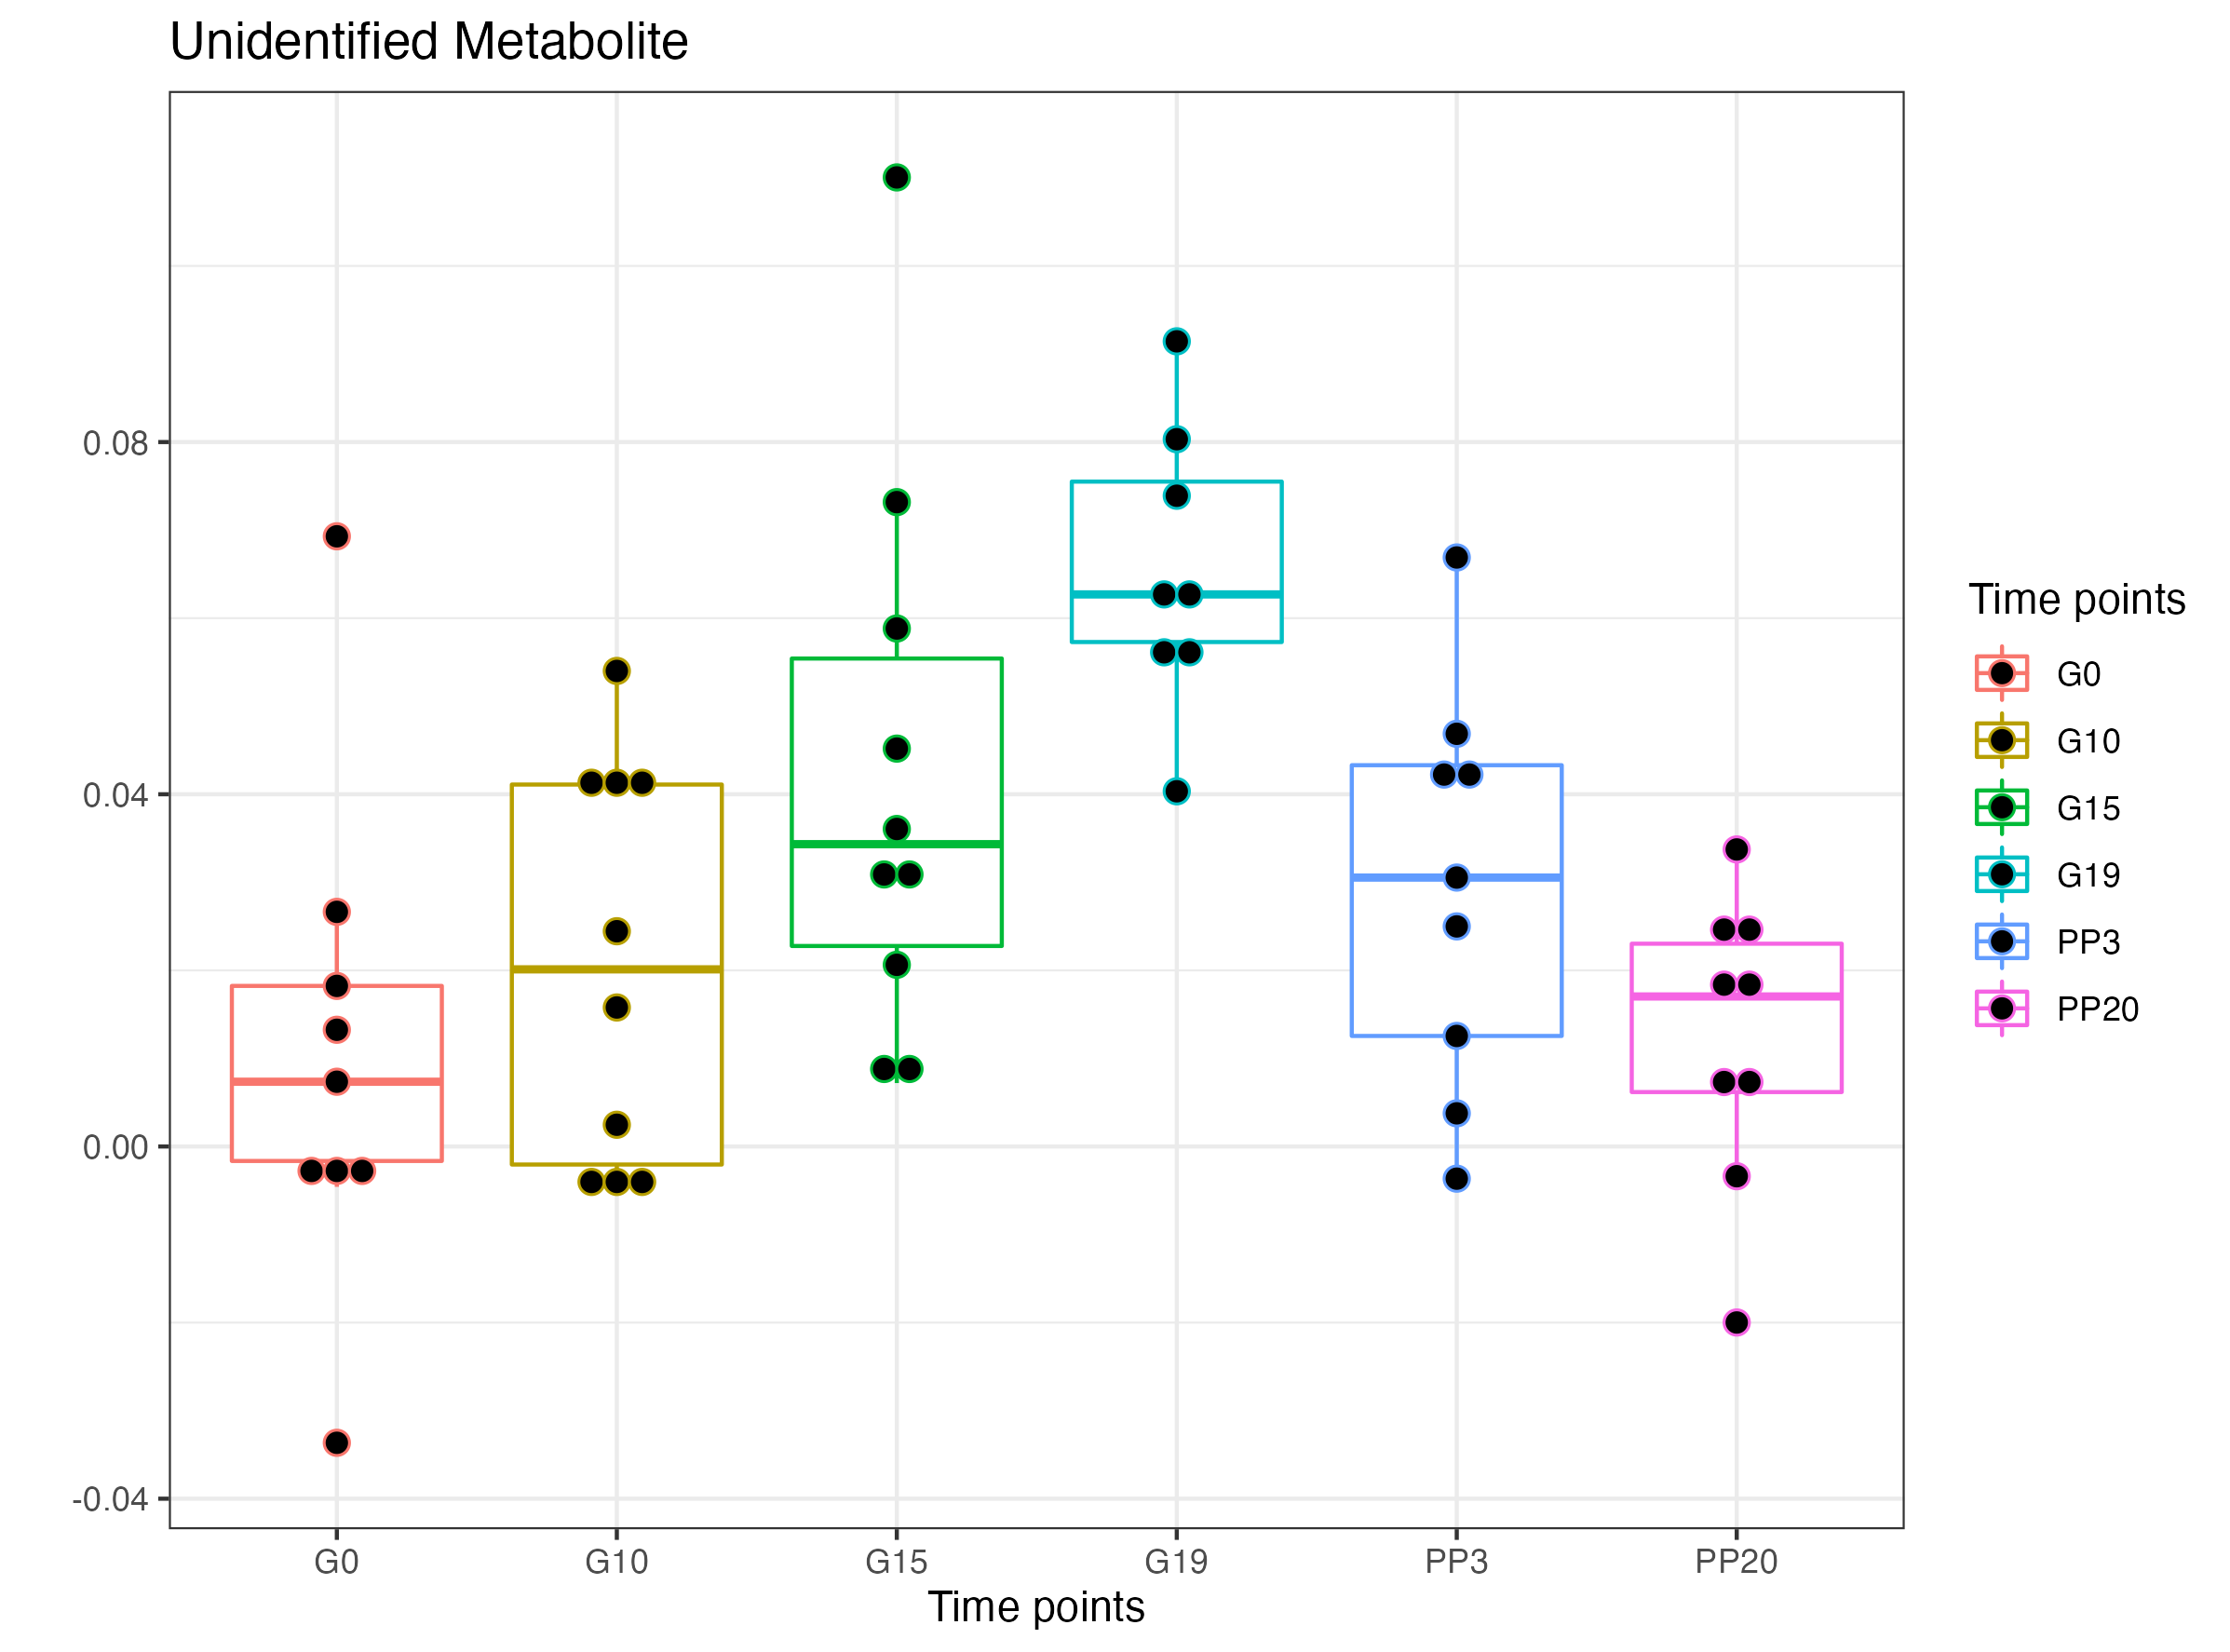 Unidentified Metabolite
0.08
0.04
0.00
-0.04
G0 G10 G15 G19 PP3 PP20
Time points
Time points
G0
G10
G15
G19
PP3
PP20